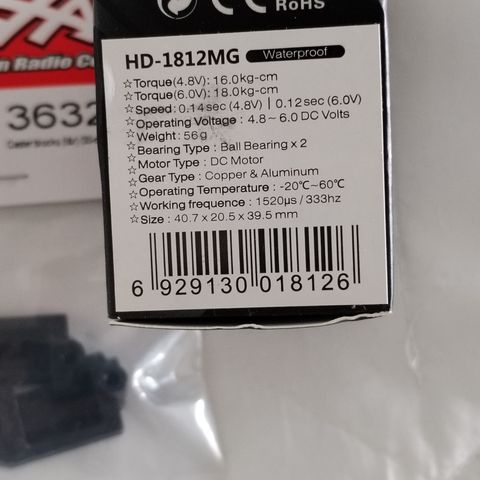 RoHS
HD-1812MG Waterproof
☆Torque(4.8V): 16.0kg-cm
☆Torque(6.0V): 18.0kg-cm
☆Speed: 0.14sec (4.8V) | 0.12sec (6.0V)
☆Operating Voltage : 4.8~ 6.0 DC Volts
☆Weight : 56g
☆Bearing Type : Ball Bearing x 2
☆Motor Type : DC Motor
☆Gear Type : Copper & Aluminum
☆Operating Temperature : -20℃~60℃
☆Working frequence : 1520μs / 333hz
☆Size : 40.7 x 20.5 x 39.5 mm
6 929130 018126
n Radio Co
3632